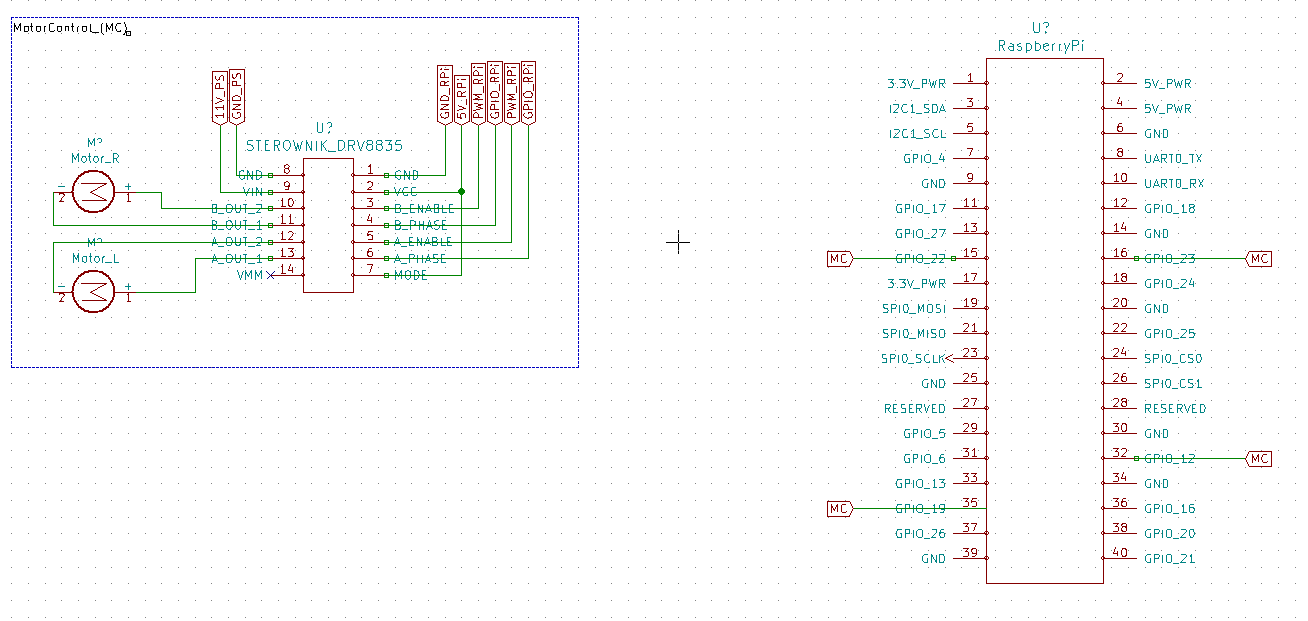 MotorControl_(MC)
11V_PS
GND_PS
GND_RPi
5V_RPi
PWM_RPi
GPIO_RPi
PWM_RPi
GPIO_RPi
U?
STEROWNIK_DRV8835
M?
Motor_R
- +
2 1
M?
Motor_L
- +
2 1
GND 8 1 GND
VIN 9 2 VCC
B_OUT_2 10 3 B_ENABLE
B_OUT_1 11 4 B_PHASE
A_OUT_2 12 5 A_ENABLE
A_OUT_1 13 6 A_PHASE
VMM 14 7 MODE
U?
RaspberryPi
3.3V_PWR 1 2 5V_PWR
I2C1_SDA 3 4 5V_PWR
I2C1_SCL 5 6 GND
GPIO_4 7 8 UART0_TX
GND 9 10 UART0_RX
GPIO_17 11 12 GPIO_18
GPIO_27 13 14 GND
MC GPIO_22 15 16 GPIO_23 MC
3.3V_PWR 17 18 GPIO_24
SPI0_MOSI 19 20 GND
SPI0_MISO 21 22 GPIO_25
SPI0_SCLK 23 24 SPI0_CS0
GND 25 26 SPI0_CS1
RESERVED 27 28 RESERVED
GPIO_5 29 30 GND
GPIO_6 31 32 GPIO_12 MC
GPIO_13 33 34 GND
MC GPIO_19 35 36 GPIO_16
GPIO_26 37 38 GPIO_20
GND 39 40 GPIO_21